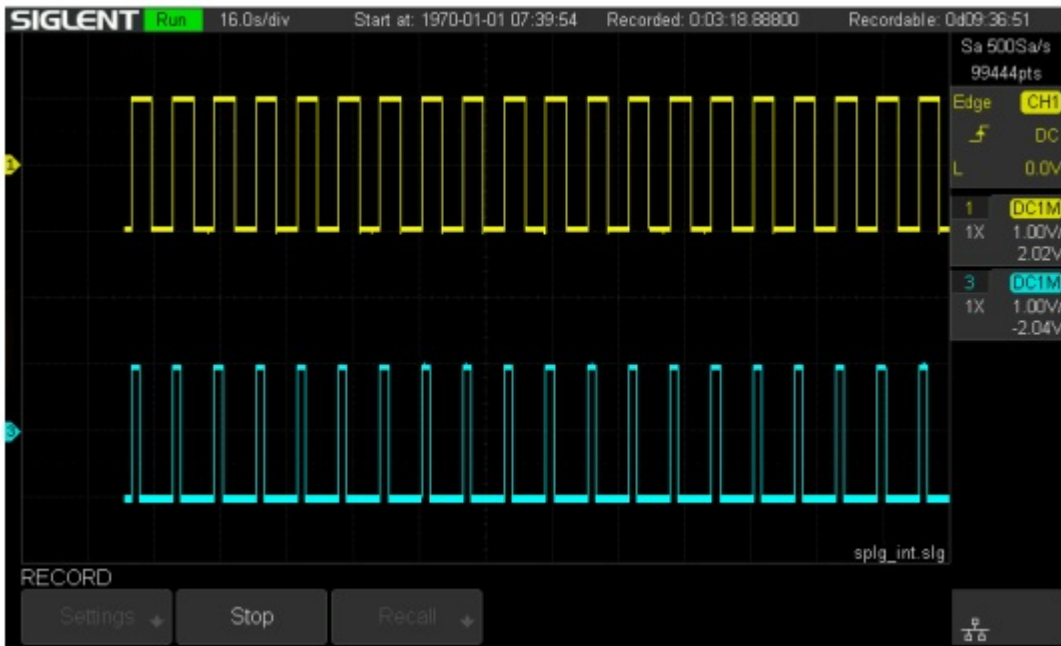 SIGLENT Run 16.0s/div Start at: 1970-01-01 07:39:54 Recorded: 0:03:18.88800 Recordable: 0d09:36:51
Sa 500Sa/s
99444pts
Edge CH1
DC
L 0.0V
1 DC1M
1X 1.00V/
2.02V
3 DC1M
1X 1.00V/
-2.04V
1
3
splg_int.slg
RECORD
Settings Stop Recall